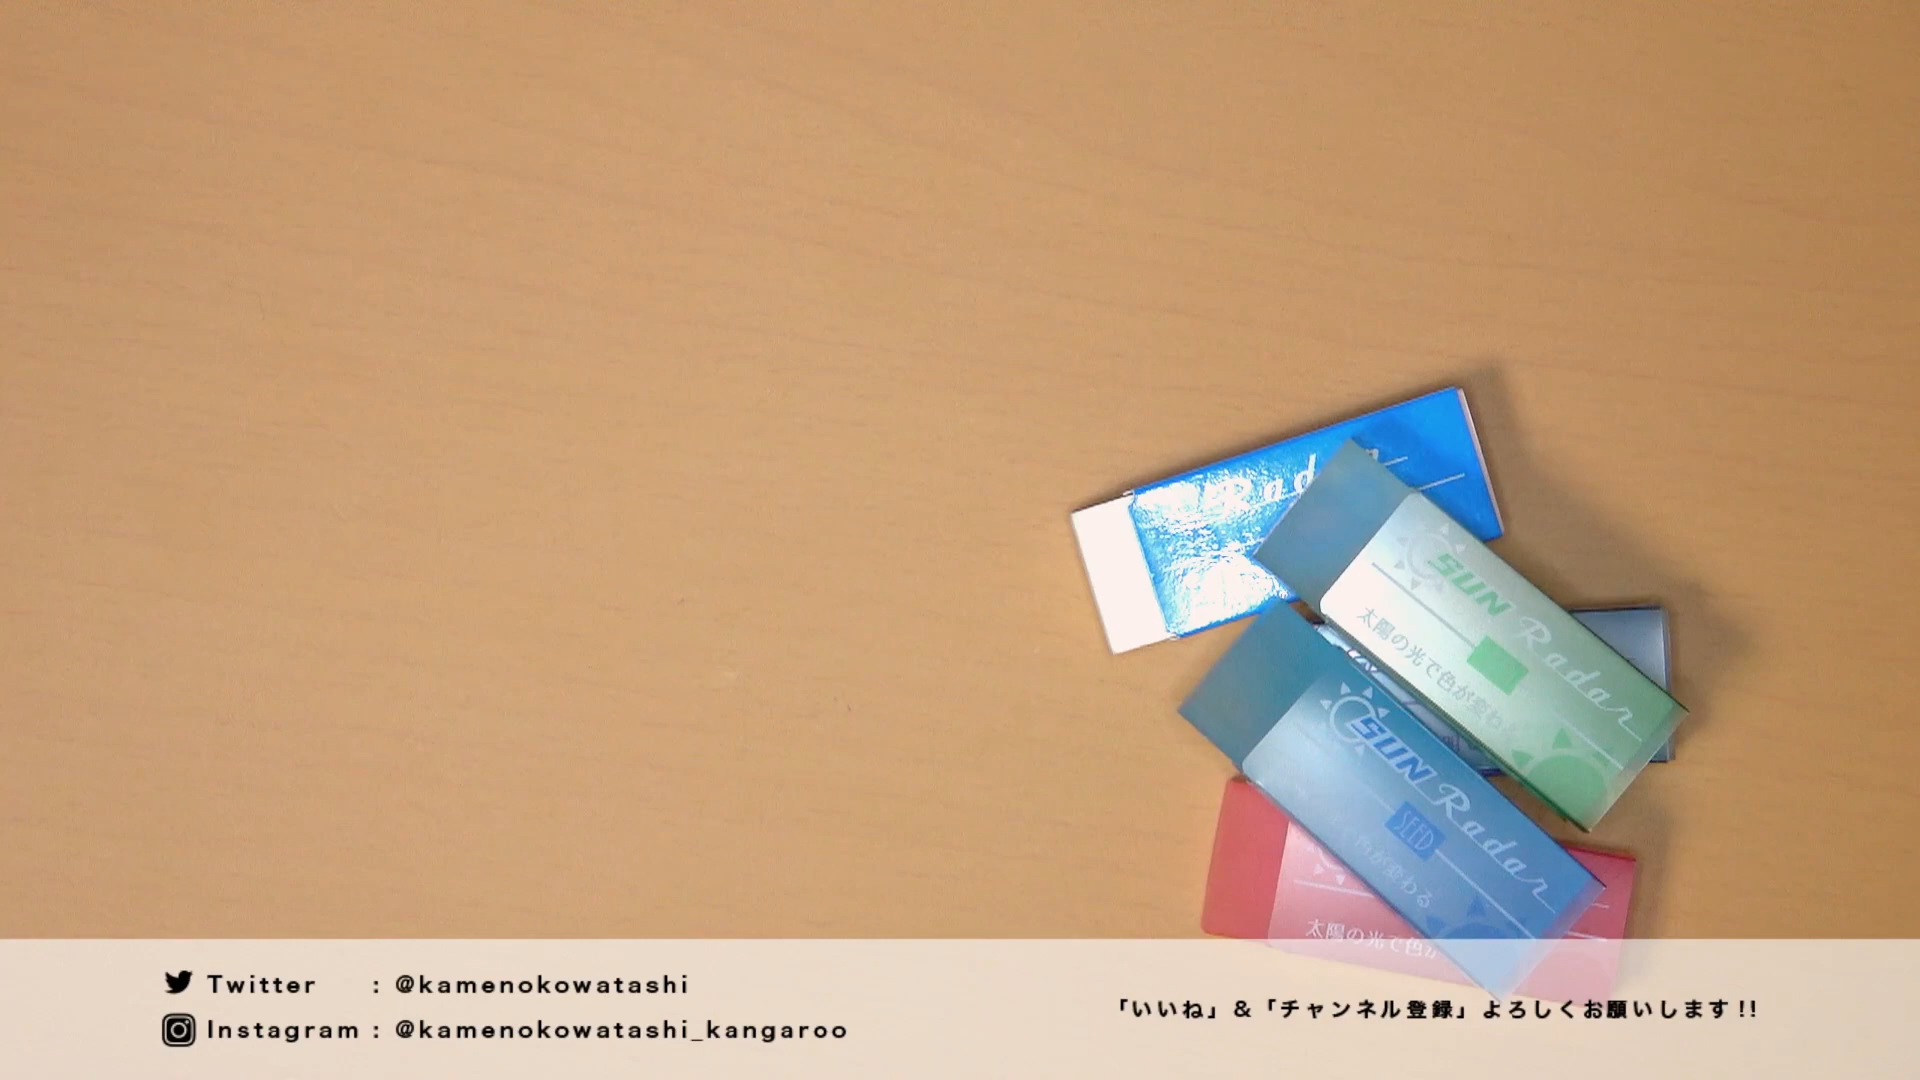 Rad
SUN Radar
太陽の光で色が変わ
SUN Radar
SEED
色が変わる
太陽の光で色が
Twitter : @kamenokowatashi
Instagram : @kamenokowatashi_kangaroo
「いいね」&「チャンネル登録」よろしくお願いします!!